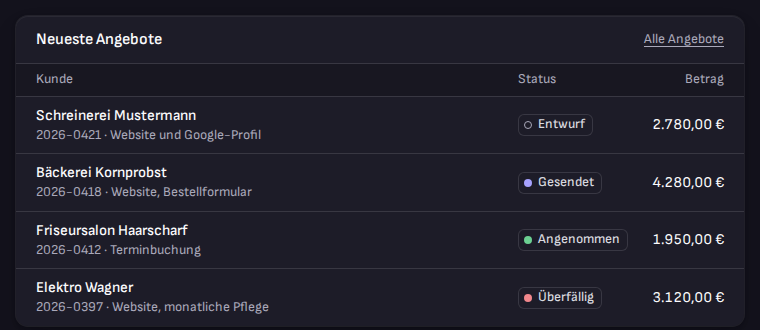 Neueste Angebote
Alle Angebote
Kunde Status Betrag
Schreinerei Mustermann
2026-0421 · Website und Google-Profil
Entwurf
2.780,00 €
Bäckerei Kornprobst
2026-0418 · Website, Bestellformular
Gesendet
4.280,00 €
Friseursalon Haarscharf
2026-0412 · Terminbuchung
Angenommen
1.950,00 €
Elektro Wagner
2026-0397 · Website, monatliche Pflege
Überfällig
3.120,00 €